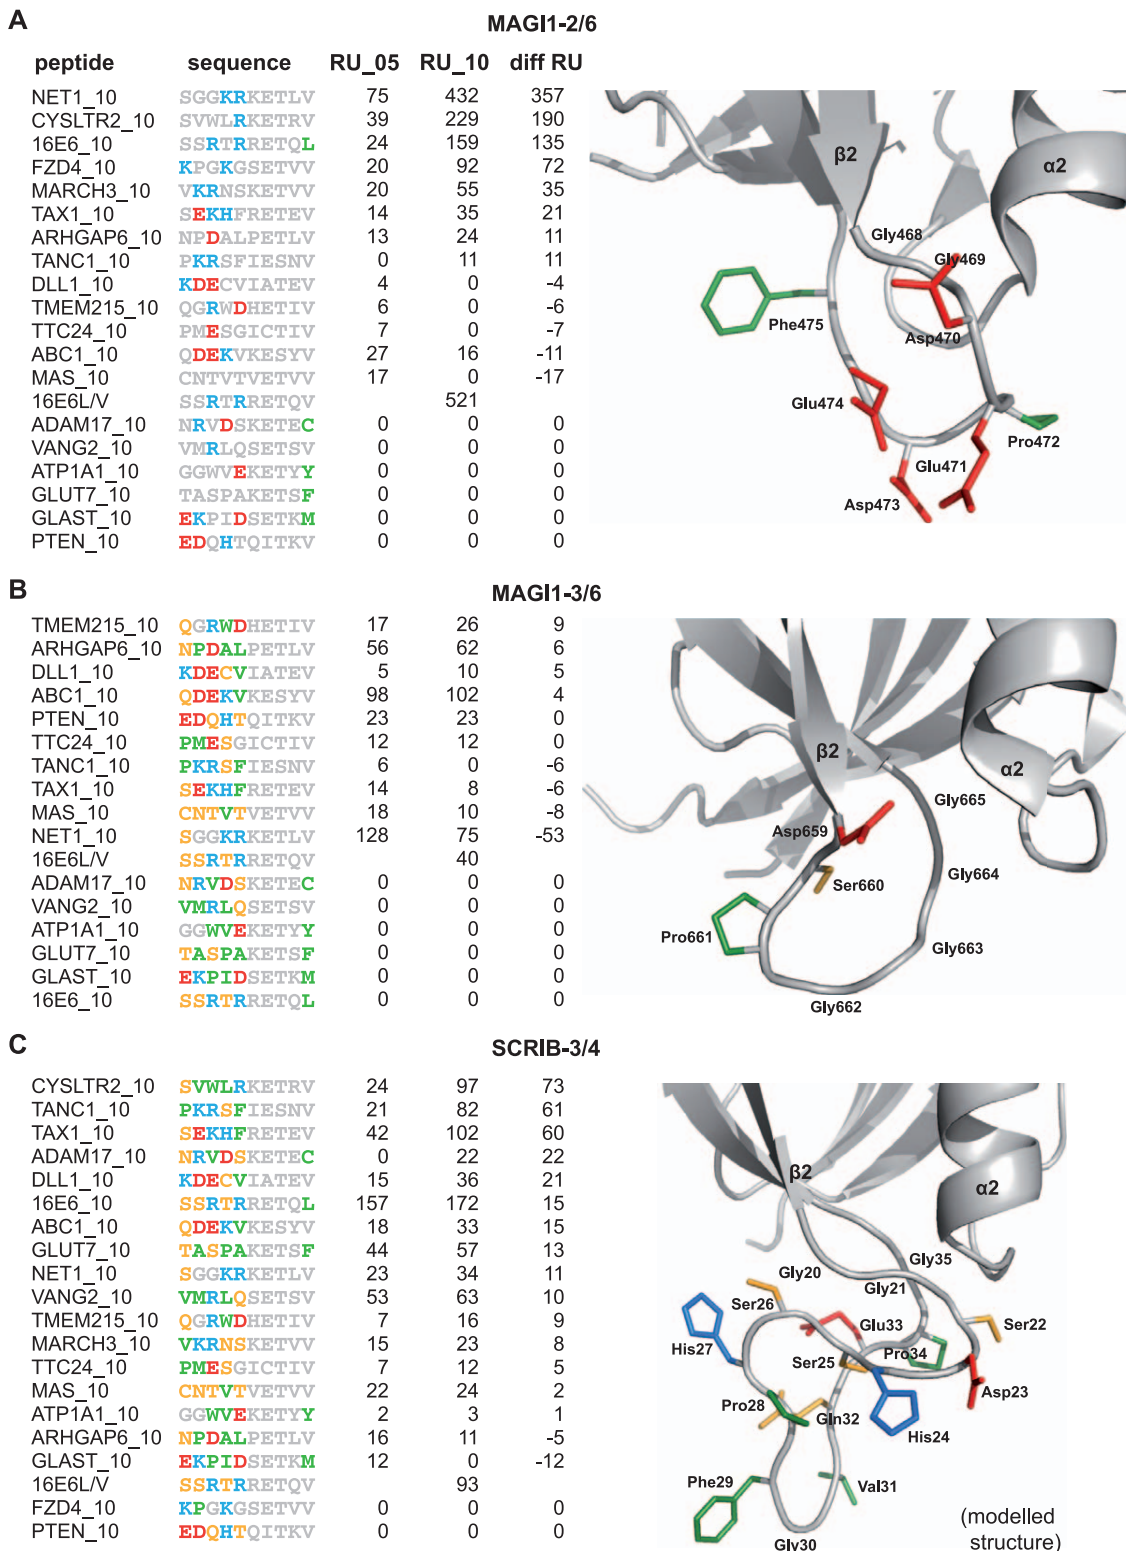 A
MAGI1-2/6
peptide sequence RU_05 RU_10 diff RU
NET1_10 SGGKRKETLV 75 432 357
CYSLTR2_10 SVWLRKETRV 39 229 190
16E6_10 SSRTRRETQL 24 159 135
FZD4_10 KPGKGSETVV 20 92 72
MARCH3_10 VKRNSKETVV 20 55 35
TAX1_10 SEKHFRETEV 14 35 21
ARHGAP6_10 NPDALPETLV 13 24 11
TANC1_10 PKRSFIESNV 0 11 11
DLL1_10 KDECVIATEV 4 0 -4
TMEM215_10 QGRWDHETIV 6 0 -6
TTC24_10 PMESGICTIV 7 0 -7
ABC1_10 QDEKVKESYV 27 16 -11
MAS_10 CNTVTVETVV 17 0 -17
16E6L/V SSRTRRETQV 521
ADAM17_10 NRVDSKETEC 0 0 0
VANG2_10 VMRLQSETSV 0 0 0
ATP1A1_10 GGWVEKETYY 0 0 0
GLUT7_10 TASPAKETSF 0 0 0
GLAST_10 EKPIDSETKM 0 0 0
PTEN_10 EDQHTQITKV 0 0 0
β2
α2
Gly468
Gly469
Phe475
Asp470
Glu474
Pro472
Glu471
Asp473
B
MAGI1-3/6
TMEM215_10 QGRWDHETIV 17 26 9
ARHGAP6_10 NPDALPETLV 56 62 6
DLL1_10 KDECVIATEV 5 10 5
ABC1_10 QDEKVKESYV 98 102 4
PTEN_10 EDQHTQITKV 23 23 0
TTC24_10 PMESGICTIV 12 12 0
TANC1_10 PKRSFIESNV 6 0 -6
TAX1_10 SEKHFRETEV 14 8 -6
MAS_10 CNTVTVETVV 18 10 -8
NET1_10 SGGKRKETLV 128 75 -53
16E6L/V SSRTRRETQV 40
ADAM17_10 NRVDSKETEC 0 0 0
VANG2_10 VMRLQSETSV 0 0 0
ATP1A1_10 GGWVEKETYY 0 0 0
GLUT7_10 TASPAKETSF 0 0 0
GLAST_10 EKPIDSETKM 0 0 0
16E6_10 SSRTRRETQL 0 0 0
β2
α2
Gly665
Asp659
Ser660
Gly664
Pro661
Gly663
Gly662
C
SCRIB-3/4
CYSLTR2_10 SVWLRKETRV 24 97 73
TANC1_10 PKRSFIESNV 21 82 61
TAX1_10 SEKHFRETEV 42 102 60
ADAM17_10 NRVDSKETEC 0 22 22
DLL1_10 KDECVIATEV 15 36 21
16E6_10 SSRTRRETQL 157 172 15
ABC1_10 QDEKVKESYV 18 33 15
GLUT7_10 TASPAKETSF 44 57 13
NET1_10 SGGKRKETLV 23 34 11
VANG2_10 VMRLQSETSV 53 63 10
TMEM215_10 QGRWDHETIV 7 16 9
MARCH3_10 VKRNSKETVV 15 23 8
TTC24_10 PMESGICTIV 7 12 5
MAS_10 CNTVTVETVV 22 24 2
ATP1A1_10 GGWVEKETYY 2 3 1
ARHGAP6_10 NPDALPETLV 16 11 -5
GLAST_10 EKPIDSETKM 12 0 -12
16E6L/V SSRTRRETQV 93
FZD4_10 KPGKGSETVV 0 0 0
PTEN_10 EDQHTQITKV 0 0 0
β2
α2
Gly35
Gly20
Gly21
Ser26
Glu33
Ser22
His27
Ser25
Pro34
Asp23
Pro28
Gln32
His24
Phe29
Val31
Gly30
(modelled
structure)